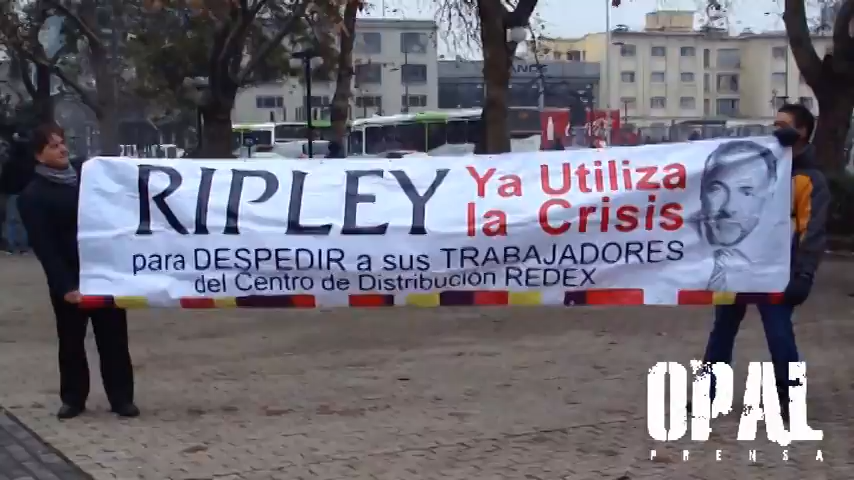 RIPLEY Ya Utiliza
la Crisis
para DESPEDIR a sus TRABAJADORES
del Centro de Distribución REDEX
OPAL
PRENSA